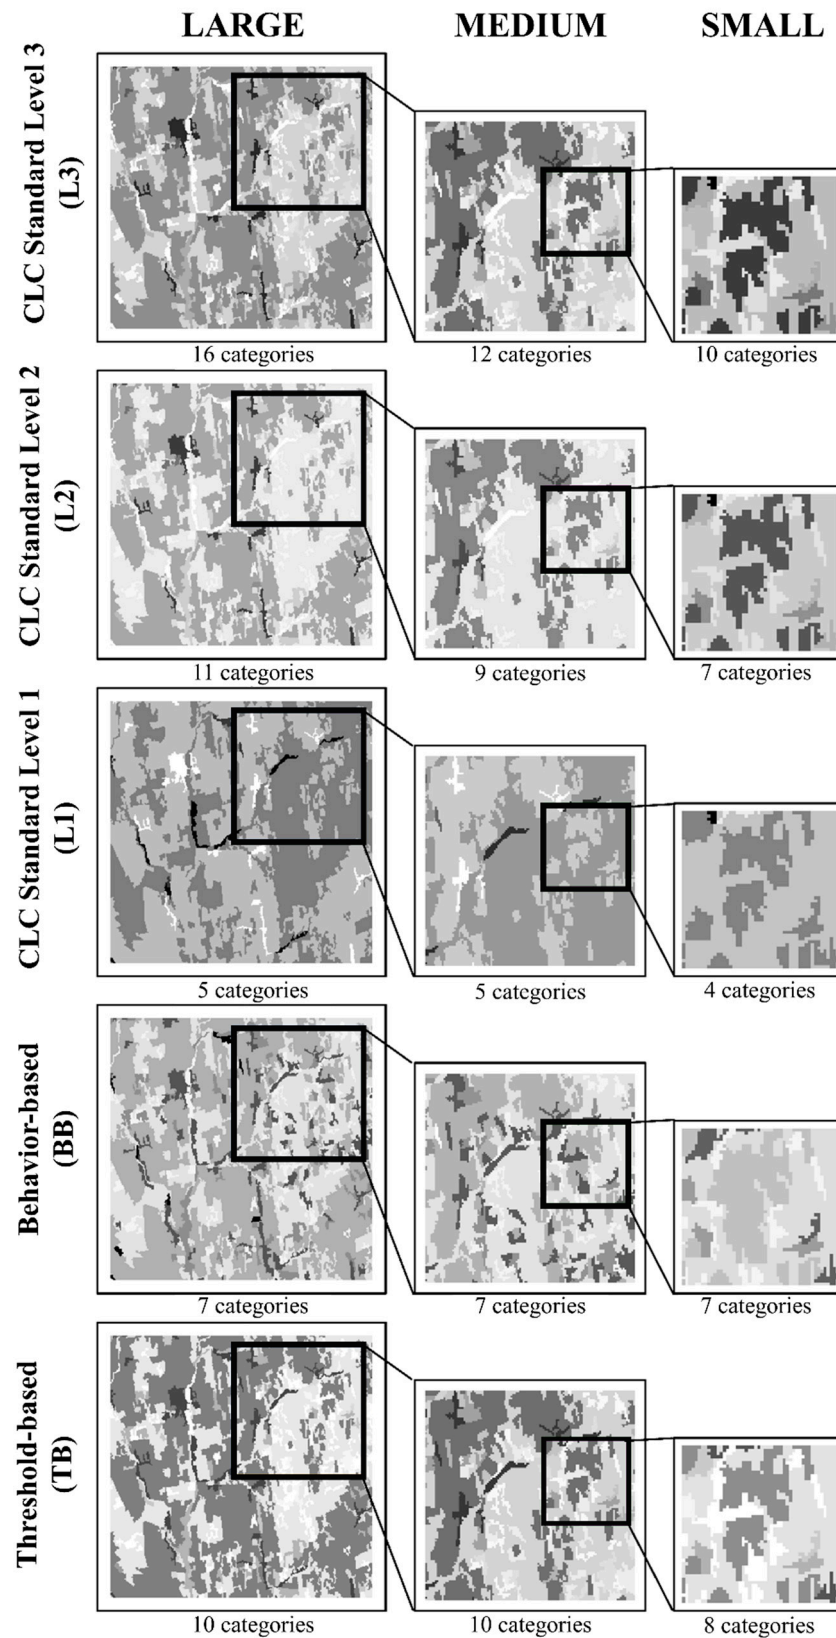 LARGE MEDIUM SMALL
CLC Standard Level 3
(L3)
16 categories 12 categories 10 categories
CLC Standard Level 2
(L2)
11 categories 9 categories 7 categories
CLC Standard Level 1
(L1)
5 categories 5 categories 4 categories
Behavior-based
(BB)
7 categories 7 categories 7 categories
Threshold-based
(TB)
10 categories 10 categories 8 categories